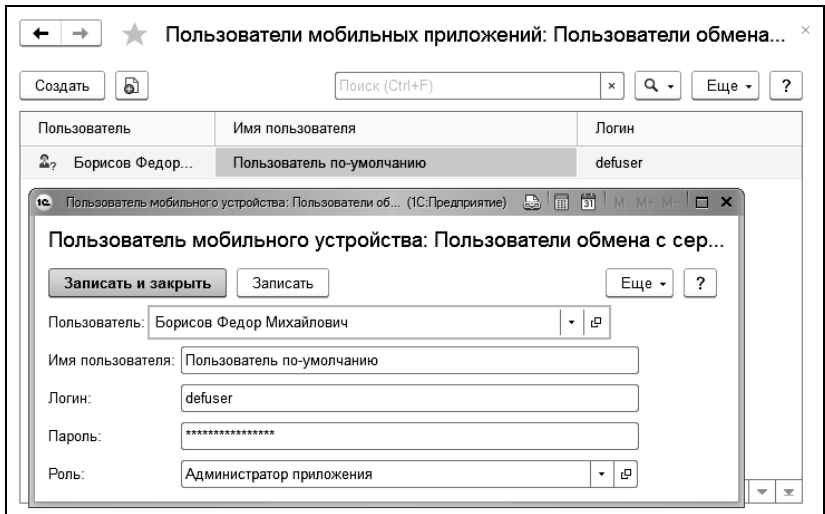 Пользователи мобильных приложений: Пользователи обмена...
Создать Поиск (Ctrl+F) × Еще ?
Пользователь Имя пользователя Логин
Борисов Федор... Пользователь по-умолчанию defuser
1С Пользователь мобильного устройства: Пользователи об... (1С:Предприятие) 31 M M+ M-
Пользователь мобильного устройства: Пользователи обмена с сер...
Записать и закрыть Записать Еще ?
Пользователь: Борисов Федор Михайлович
Имя пользователя: Пользователь по-умолчанию
Логин: defuser
Пароль: ****************
Роль: Администратор приложения